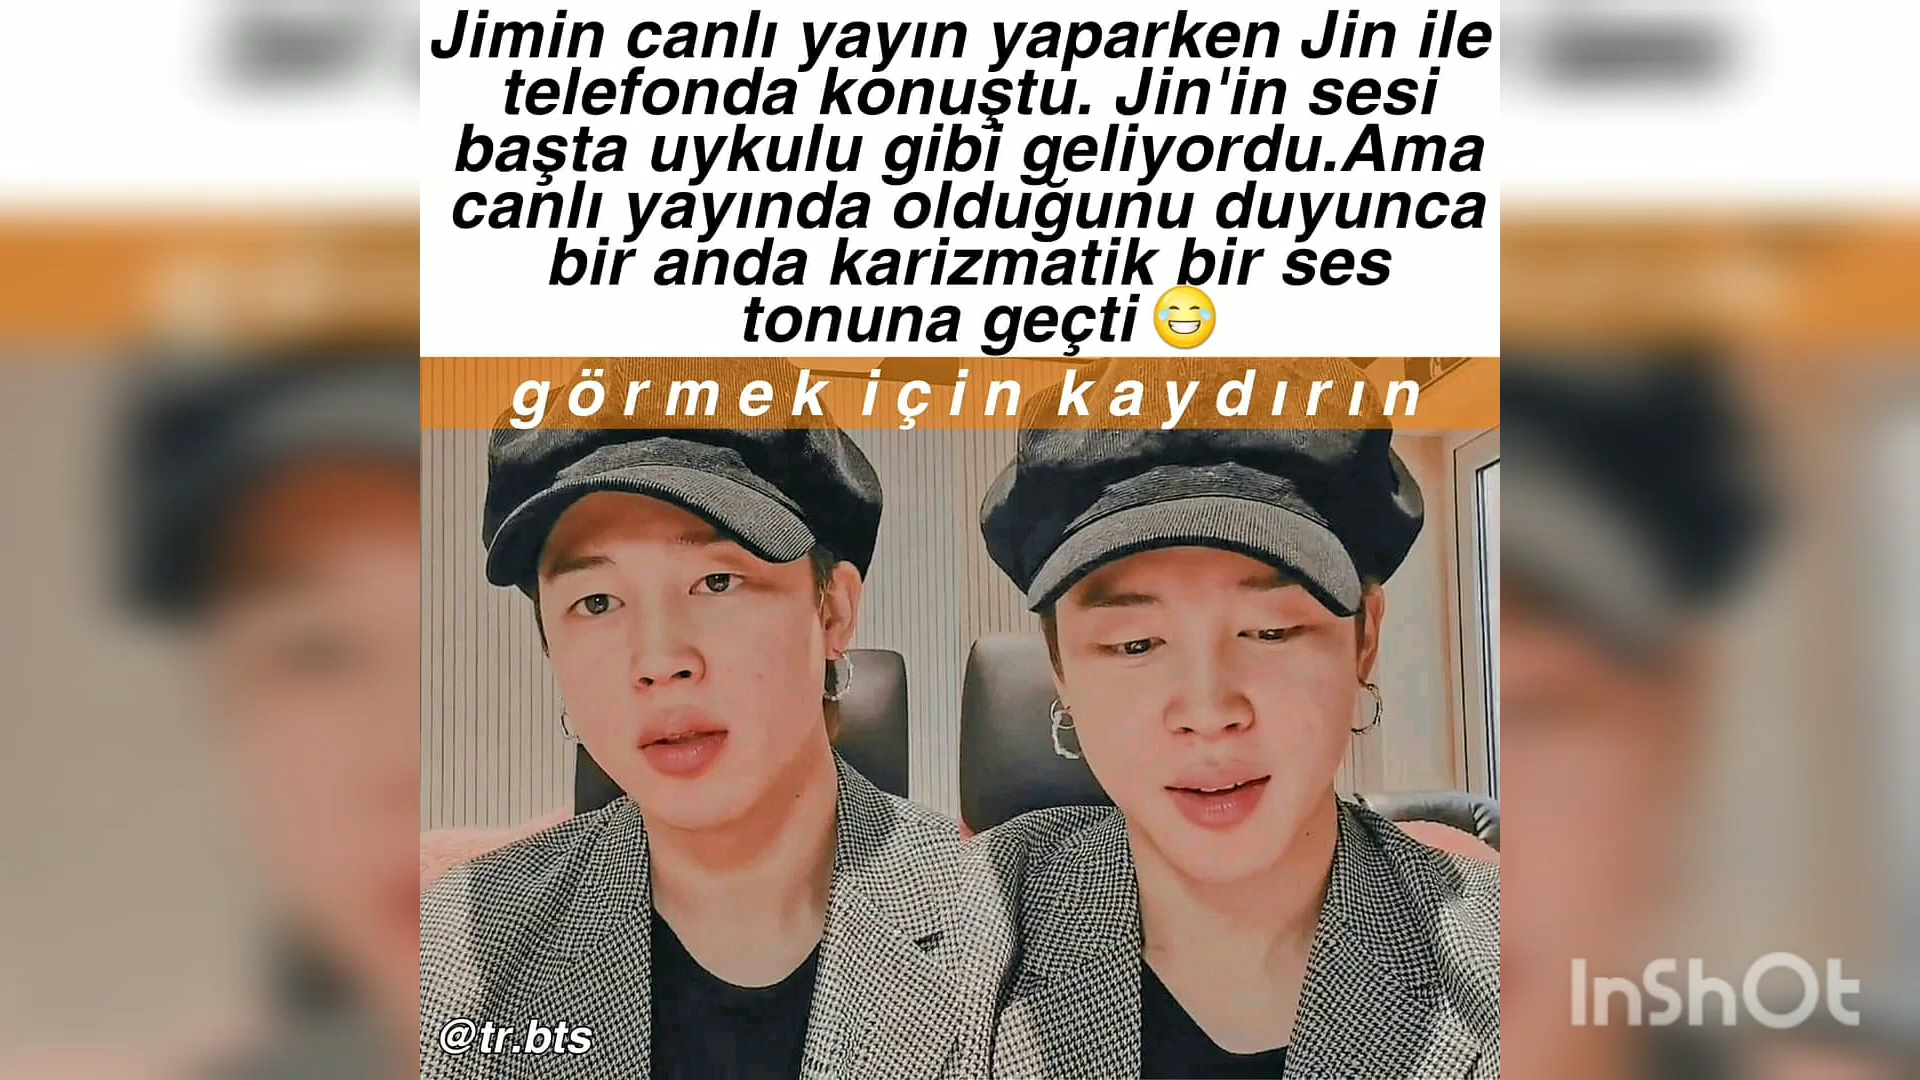 Jimin canlı yayın yaparken Jin ile
telefonda konuştu. Jin'in sesi
başta uykulu gibi geliyordu.Ama
canlı yayında olduğunu duyunca
bir anda karizmatik bir ses
tonuna geçti 😂
görmek için kaydırın
@tr.bts
InShOt